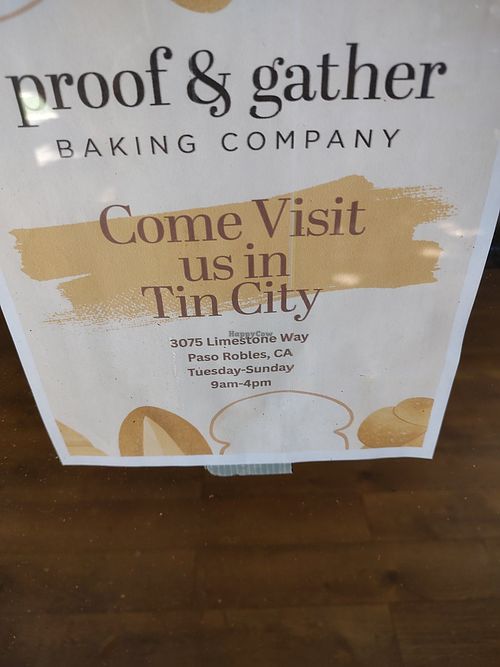 proof & gather
BAKING COMPANY
Come Visit
us in
Tin City
HappyCow
3075 Limestone Way
Paso Robles, CA
Tuesday-Sunday
9am-4pm